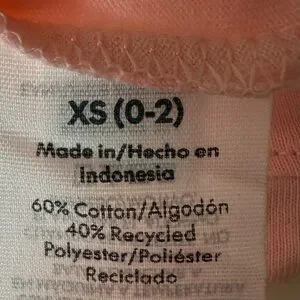 XS (0-2)
Made in/Hecho en
Indonesia
60% Cotton/Algodón
40% Recycled
Polyester/Poliéster
Reciclado